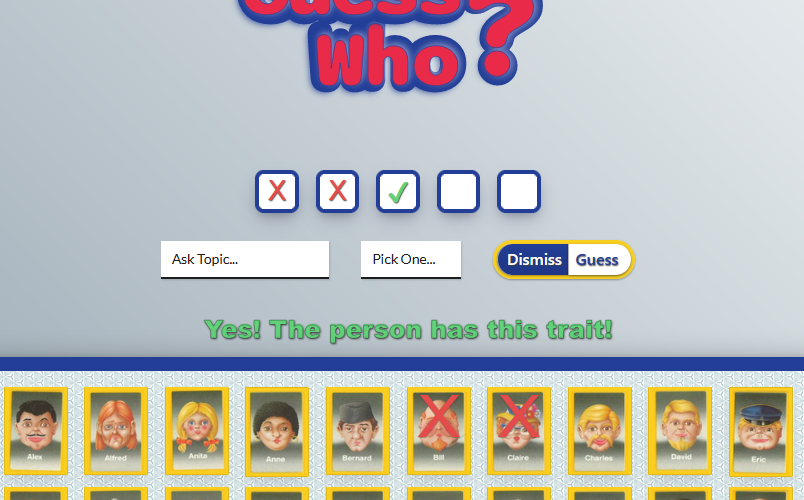 Guess
Who?
X X ✓
Ask Topic... Pick One... Dismiss Guess
Yes! The person has this trait!
Alex Alfred Anita Anne Bernard Bill Claire Charles David Eric